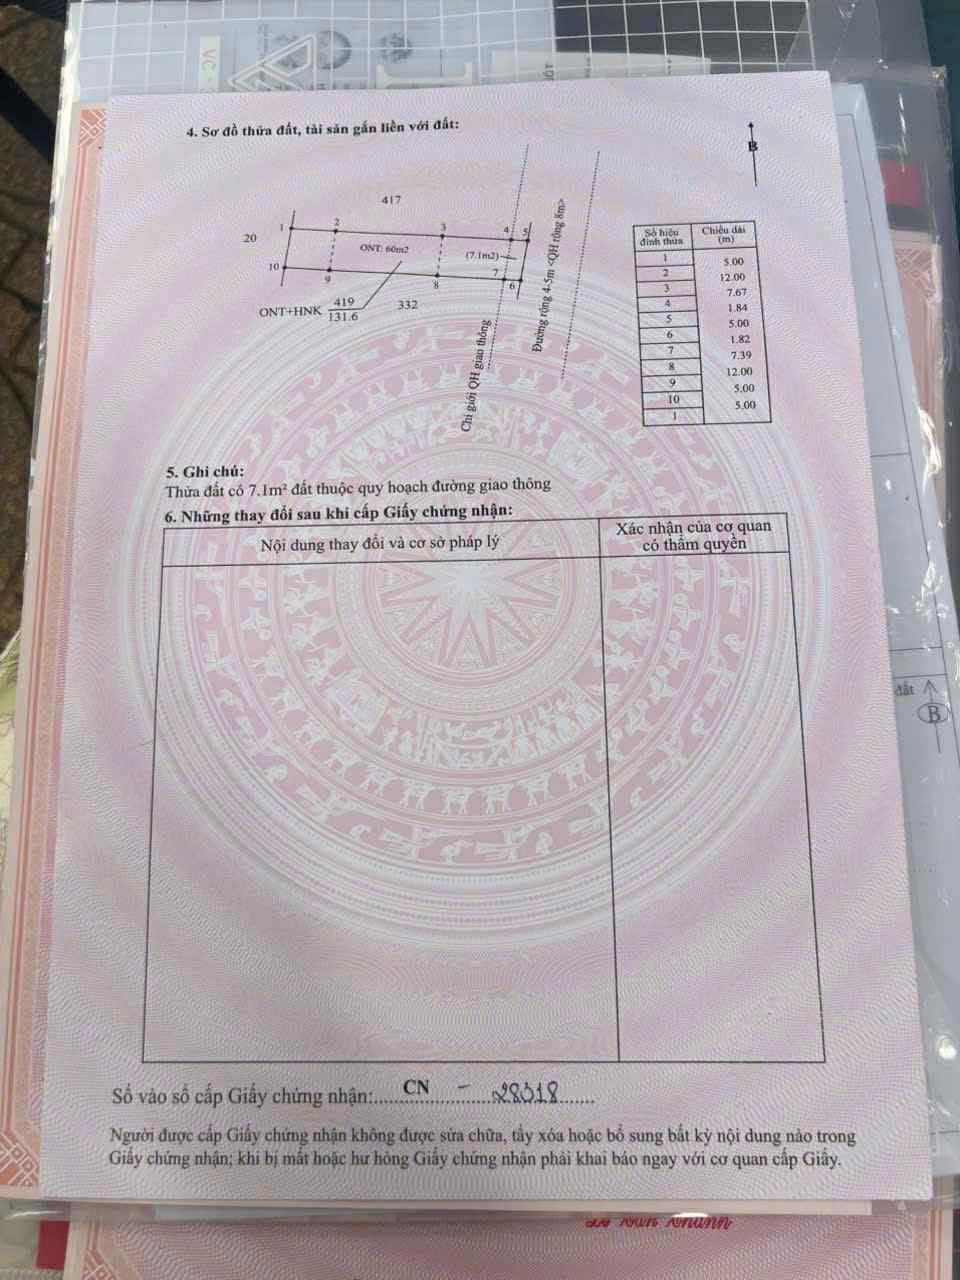 VC
4. Sơ đồ thửa đất, tài sản gắn liền với đất:
B
417
20
1 2 3 4 5
ONT: 60m2
(7.1m2)
10 9 8 7 6
ONT+HNK 419
131.6
332
Chỉ giới QH giao thông
Đường rộng 4.5m <QH rộng 8m>
Số hiệu đỉnh thửa Chiều dài (m)
1
5.00
2
12.00
3
7.67
4
1.84
5
5.00
6
1.82
7
7.39
8
12.00
9
5.00
10
5.00
1
5. Ghi chú:
Thửa đất có 7.1m² đất thuộc quy hoạch đường giao thông
6. Những thay đổi sau khi cấp Giấy chứng nhận:
Nội dung thay đổi và cơ sở pháp lý
Xác nhận của cơ quan
có thẩm quyền
đất
B
Số vào sổ cấp Giấy chứng nhận:......CN - 28318......
Người được cấp Giấy chứng nhận không được sửa chữa, tẩy xóa hoặc bổ sung bất kỳ nội dung nào trong
Giấy chứng nhận; khi bị mất hoặc hư hỏng Giấy chứng nhận phải khai báo ngay với cơ quan cấp Giấy.